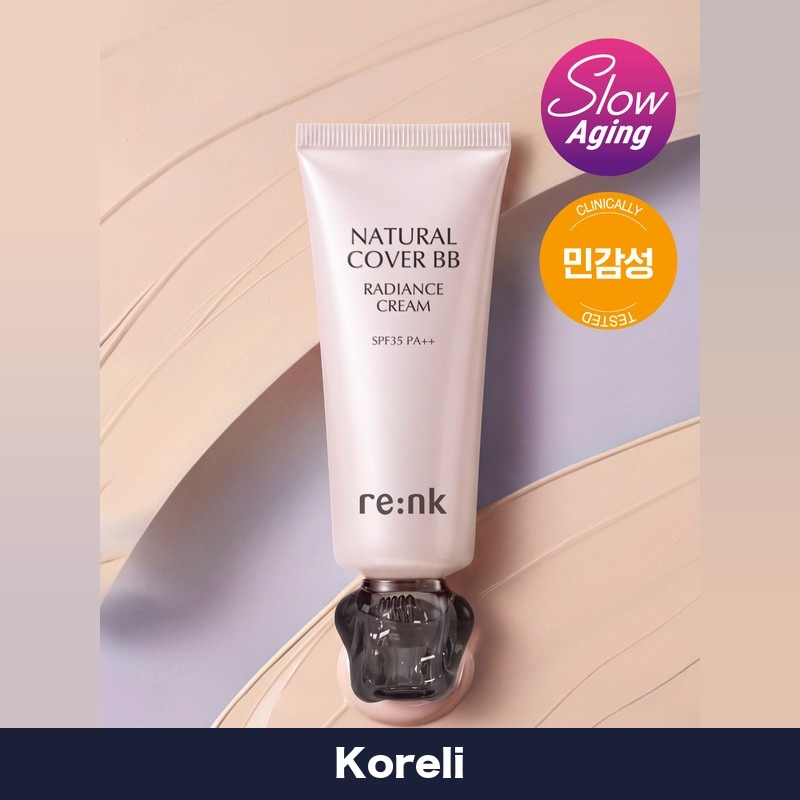 Slow
Aging
CLINICALLY
민감성
TESTED
NATURAL
COVER BB
RADIANCE
CREAM
SPF35 PA++
re:nk
Koreli